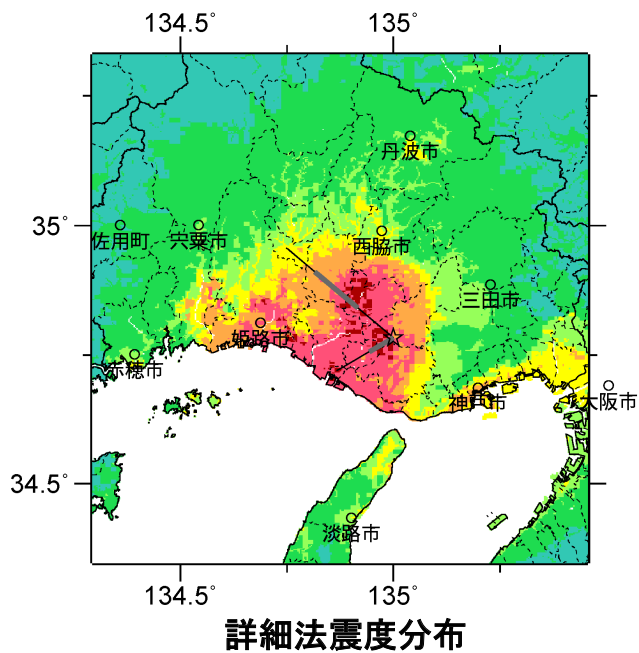 134.5° 135°
丹波市
35°
佐用町 宍粟市 西脇市
三田市
姫路市
赤穂市
神戸市 大阪市
34.5°
淡路市
134.5° 135°
詳細法震度分布